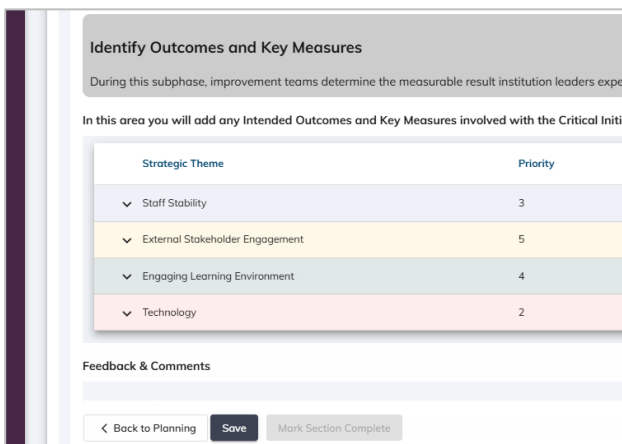 Identify Outcomes and Key Measures
During this subphase, improvement teams determine the measurable result institution leaders expe
In this area you will add any Intended Outcomes and Key Measures involved with the Critical Initi
Strategic Theme Priority
Staff Stability 3
External Stakeholder Engagement 5
Engaging Learning Environment 4
Technology 2
Feedback & Comments
Back to Planning Save Mark Section Complete